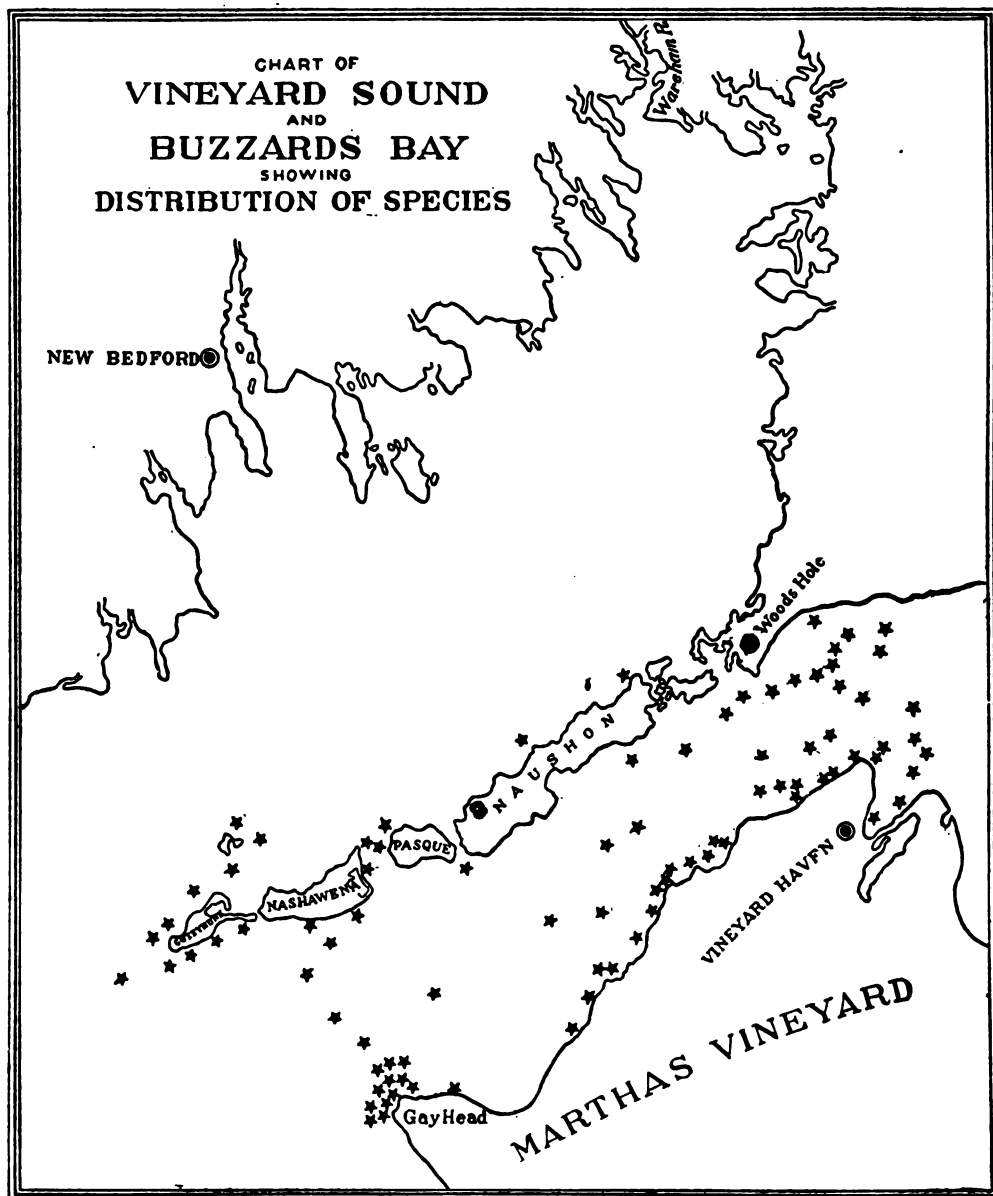 CHART OF
VINEYARD SOUND
AND
BUZZARDS BAY
SHOWING
DISTRIBUTION OF SPECIES
Wareham R.
NEW BEDFORD
Woods Hole
NAUSHON
PASQUE
NASHAWENA
VINEYARD HAVEN
MARTHAS VINEYARD
Gay Head